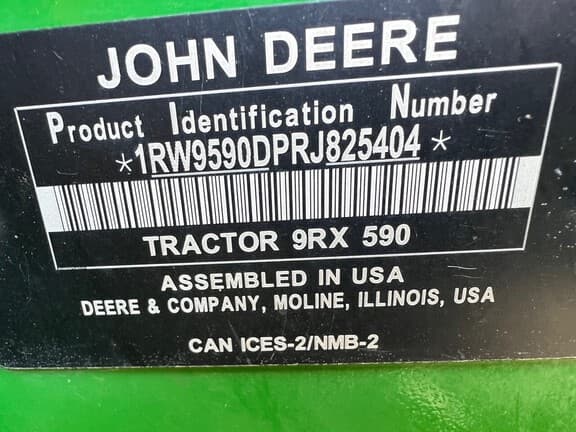 JOHN DEERE
Product Identification Number
*1RW9590DPRJ825404*
TRACTOR 9RX 590
ASSEMBLED IN USA
DEERE & COMPANY, MOLINE, ILLINOIS, USA
CAN ICES-2/NMB-2